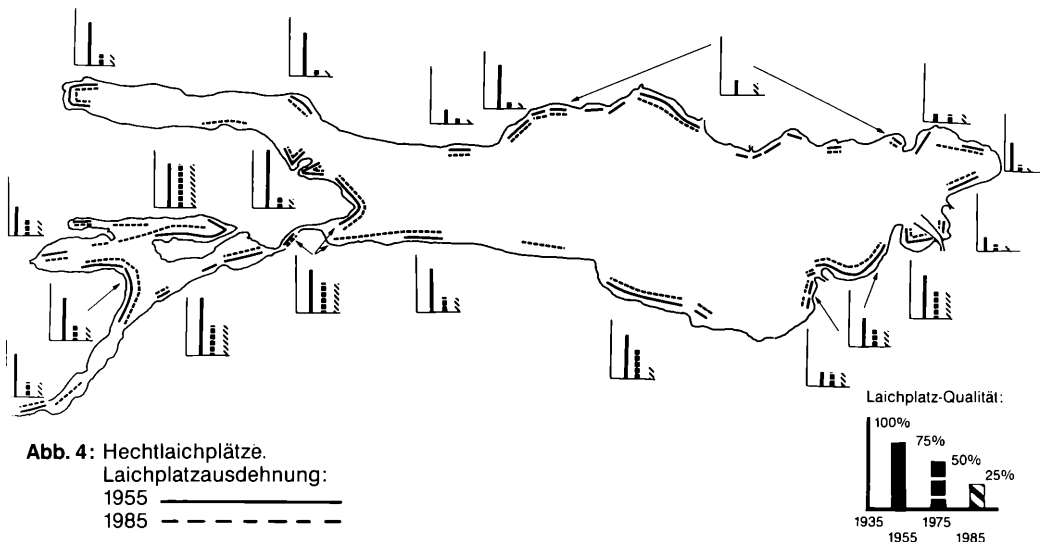 Abb. 4: Hechtlaichplätze.
Laichplatzausdehnung:
1955
1985
Laichplatz-Qualität:
100%
75%
50%
25%
1935 1975
1955 1985